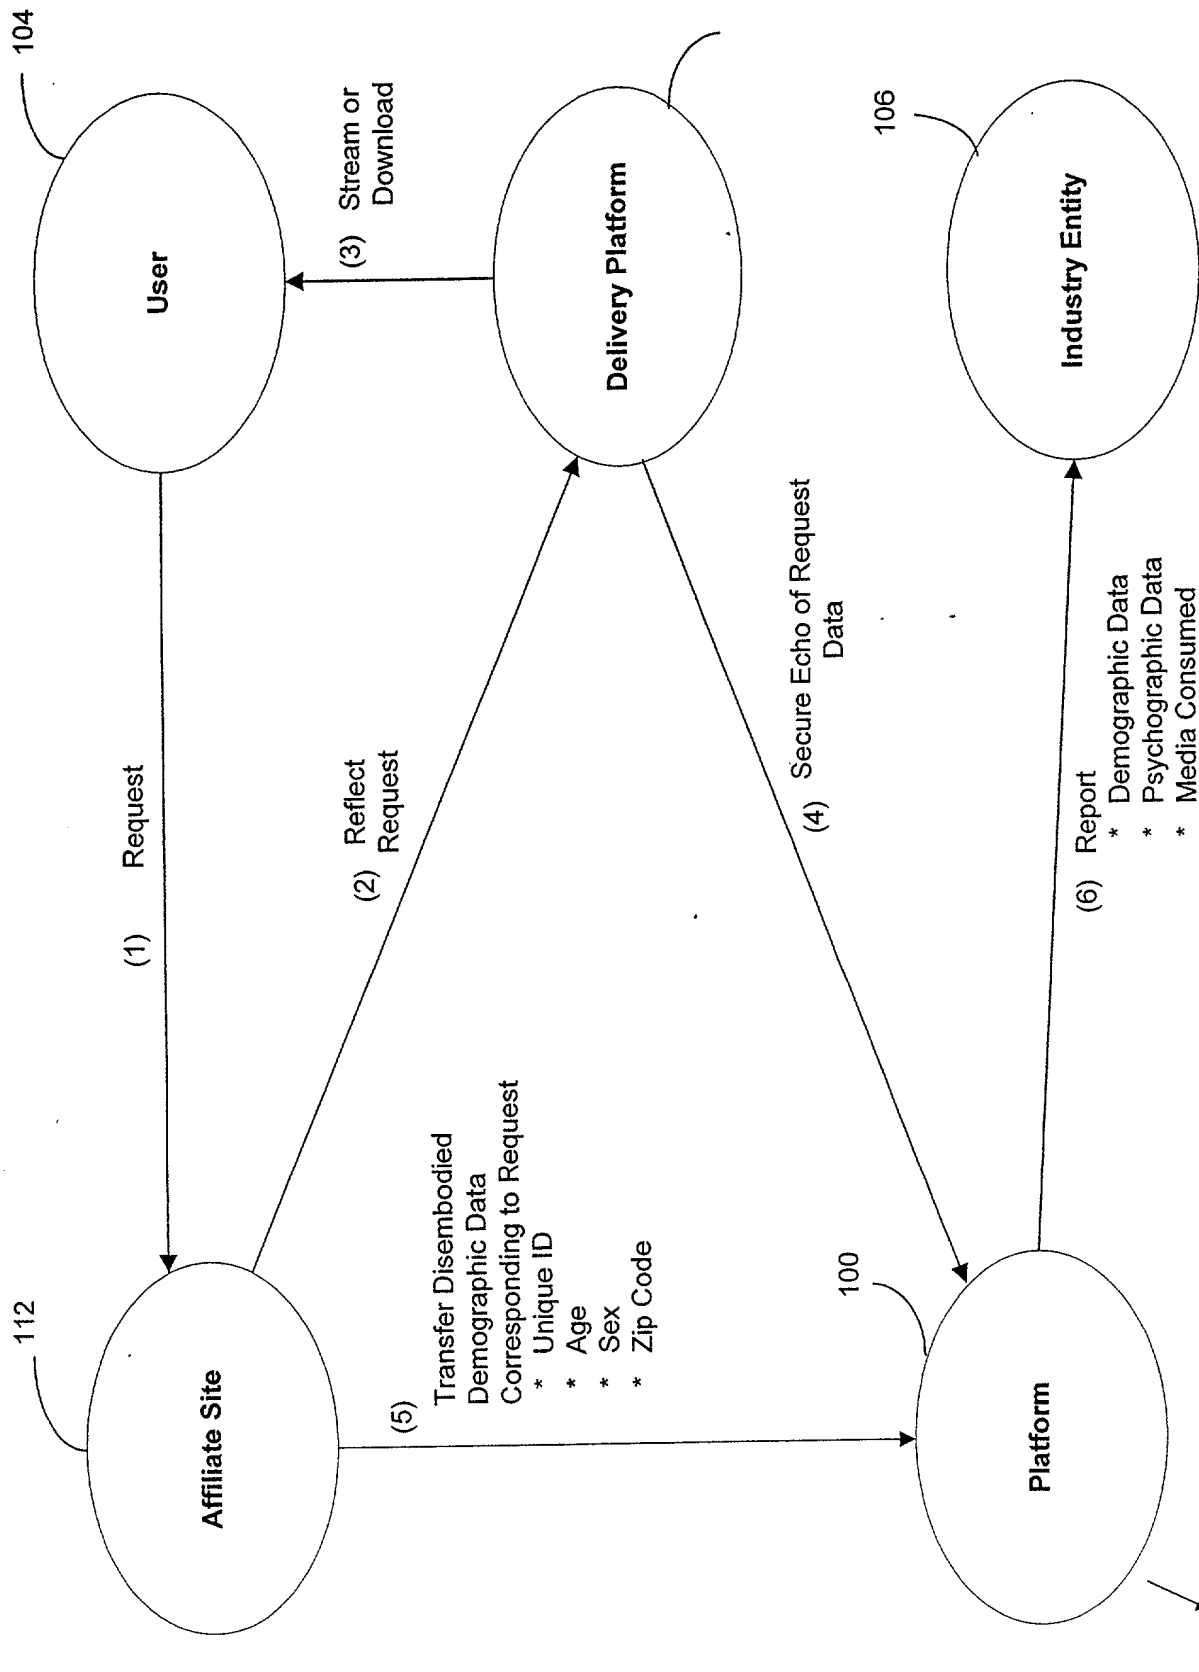 112
104
Affiliate Site
(1) Request
User
(2) Reflect
Request
(3) Stream or
Download
(5)
Transfer Disembodied
Demographic Data
Corresponding to Request
* Unique ID
* Age
* Sex
* Zip Code
Delivery Platform
(4) Secure Echo of Request
Data
100
106
Platform
Industry Entity
(6) Report
* Demographic Data
* Psychographic Data
* Media Consumed